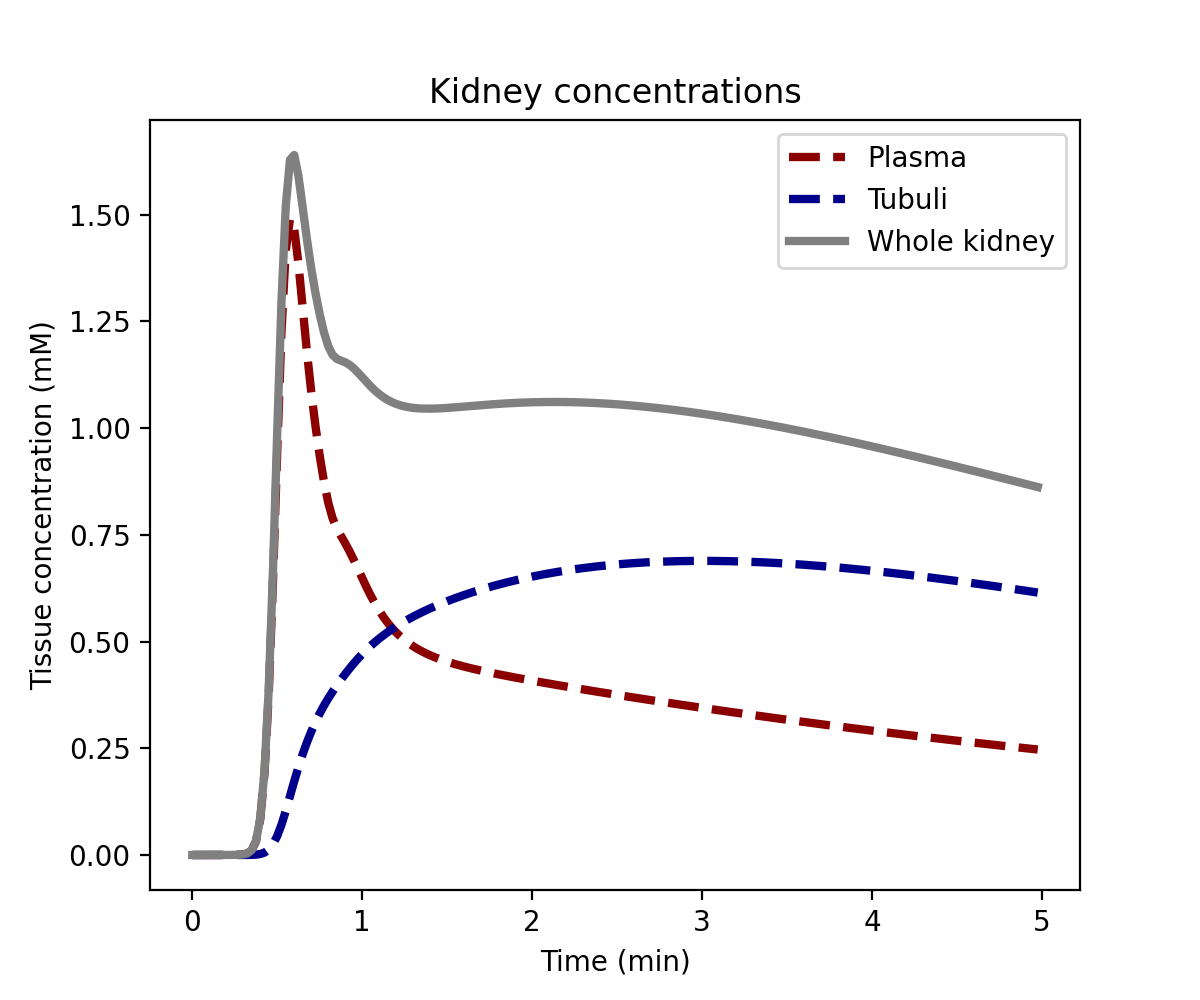 Kidney concentrations
Plasma
Tubuli
Whole kidney
Tissue concentration (mM)
1.50
1.25
1.00
0.75
0.50
0.25
0.00
0 1 2 3 4 5
Time (min)